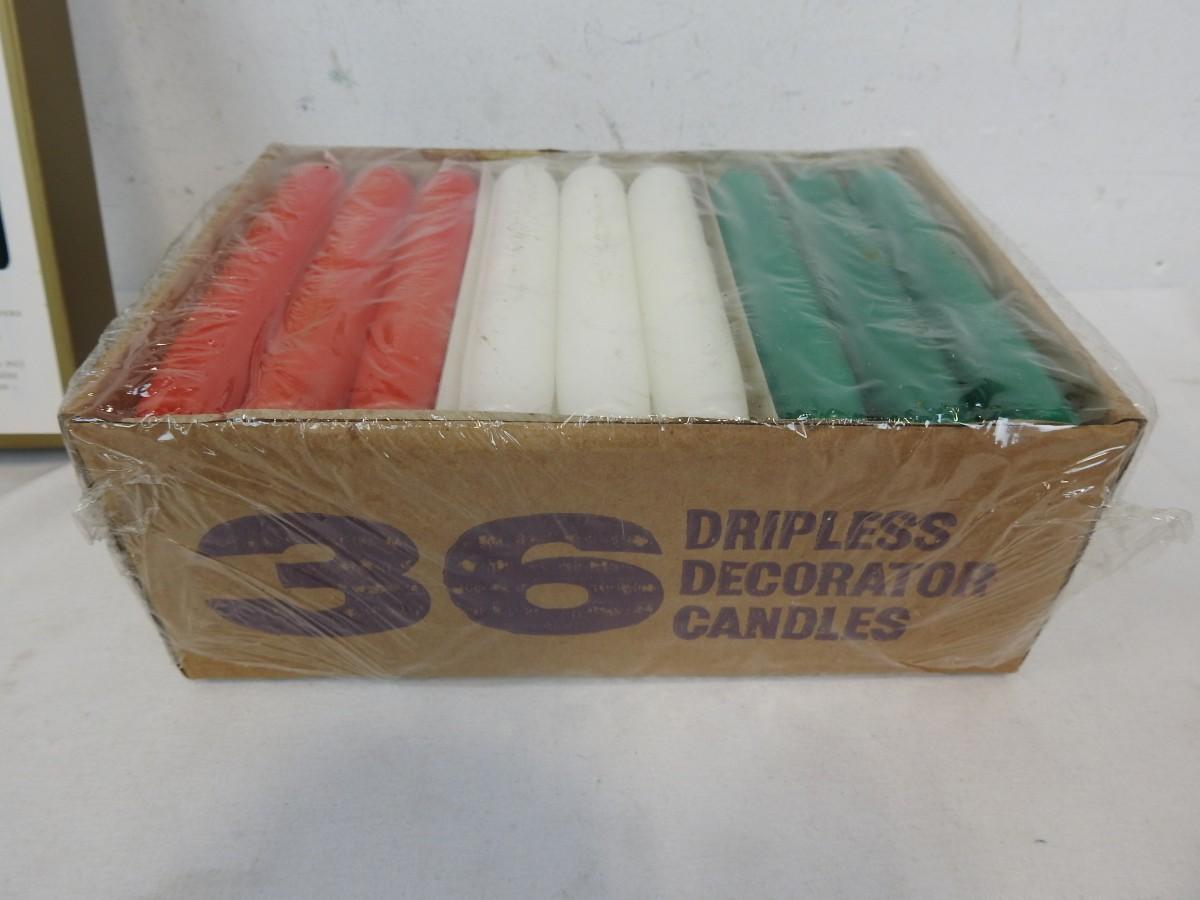 36
DRIPLESS
DECORATOR
CANDLES